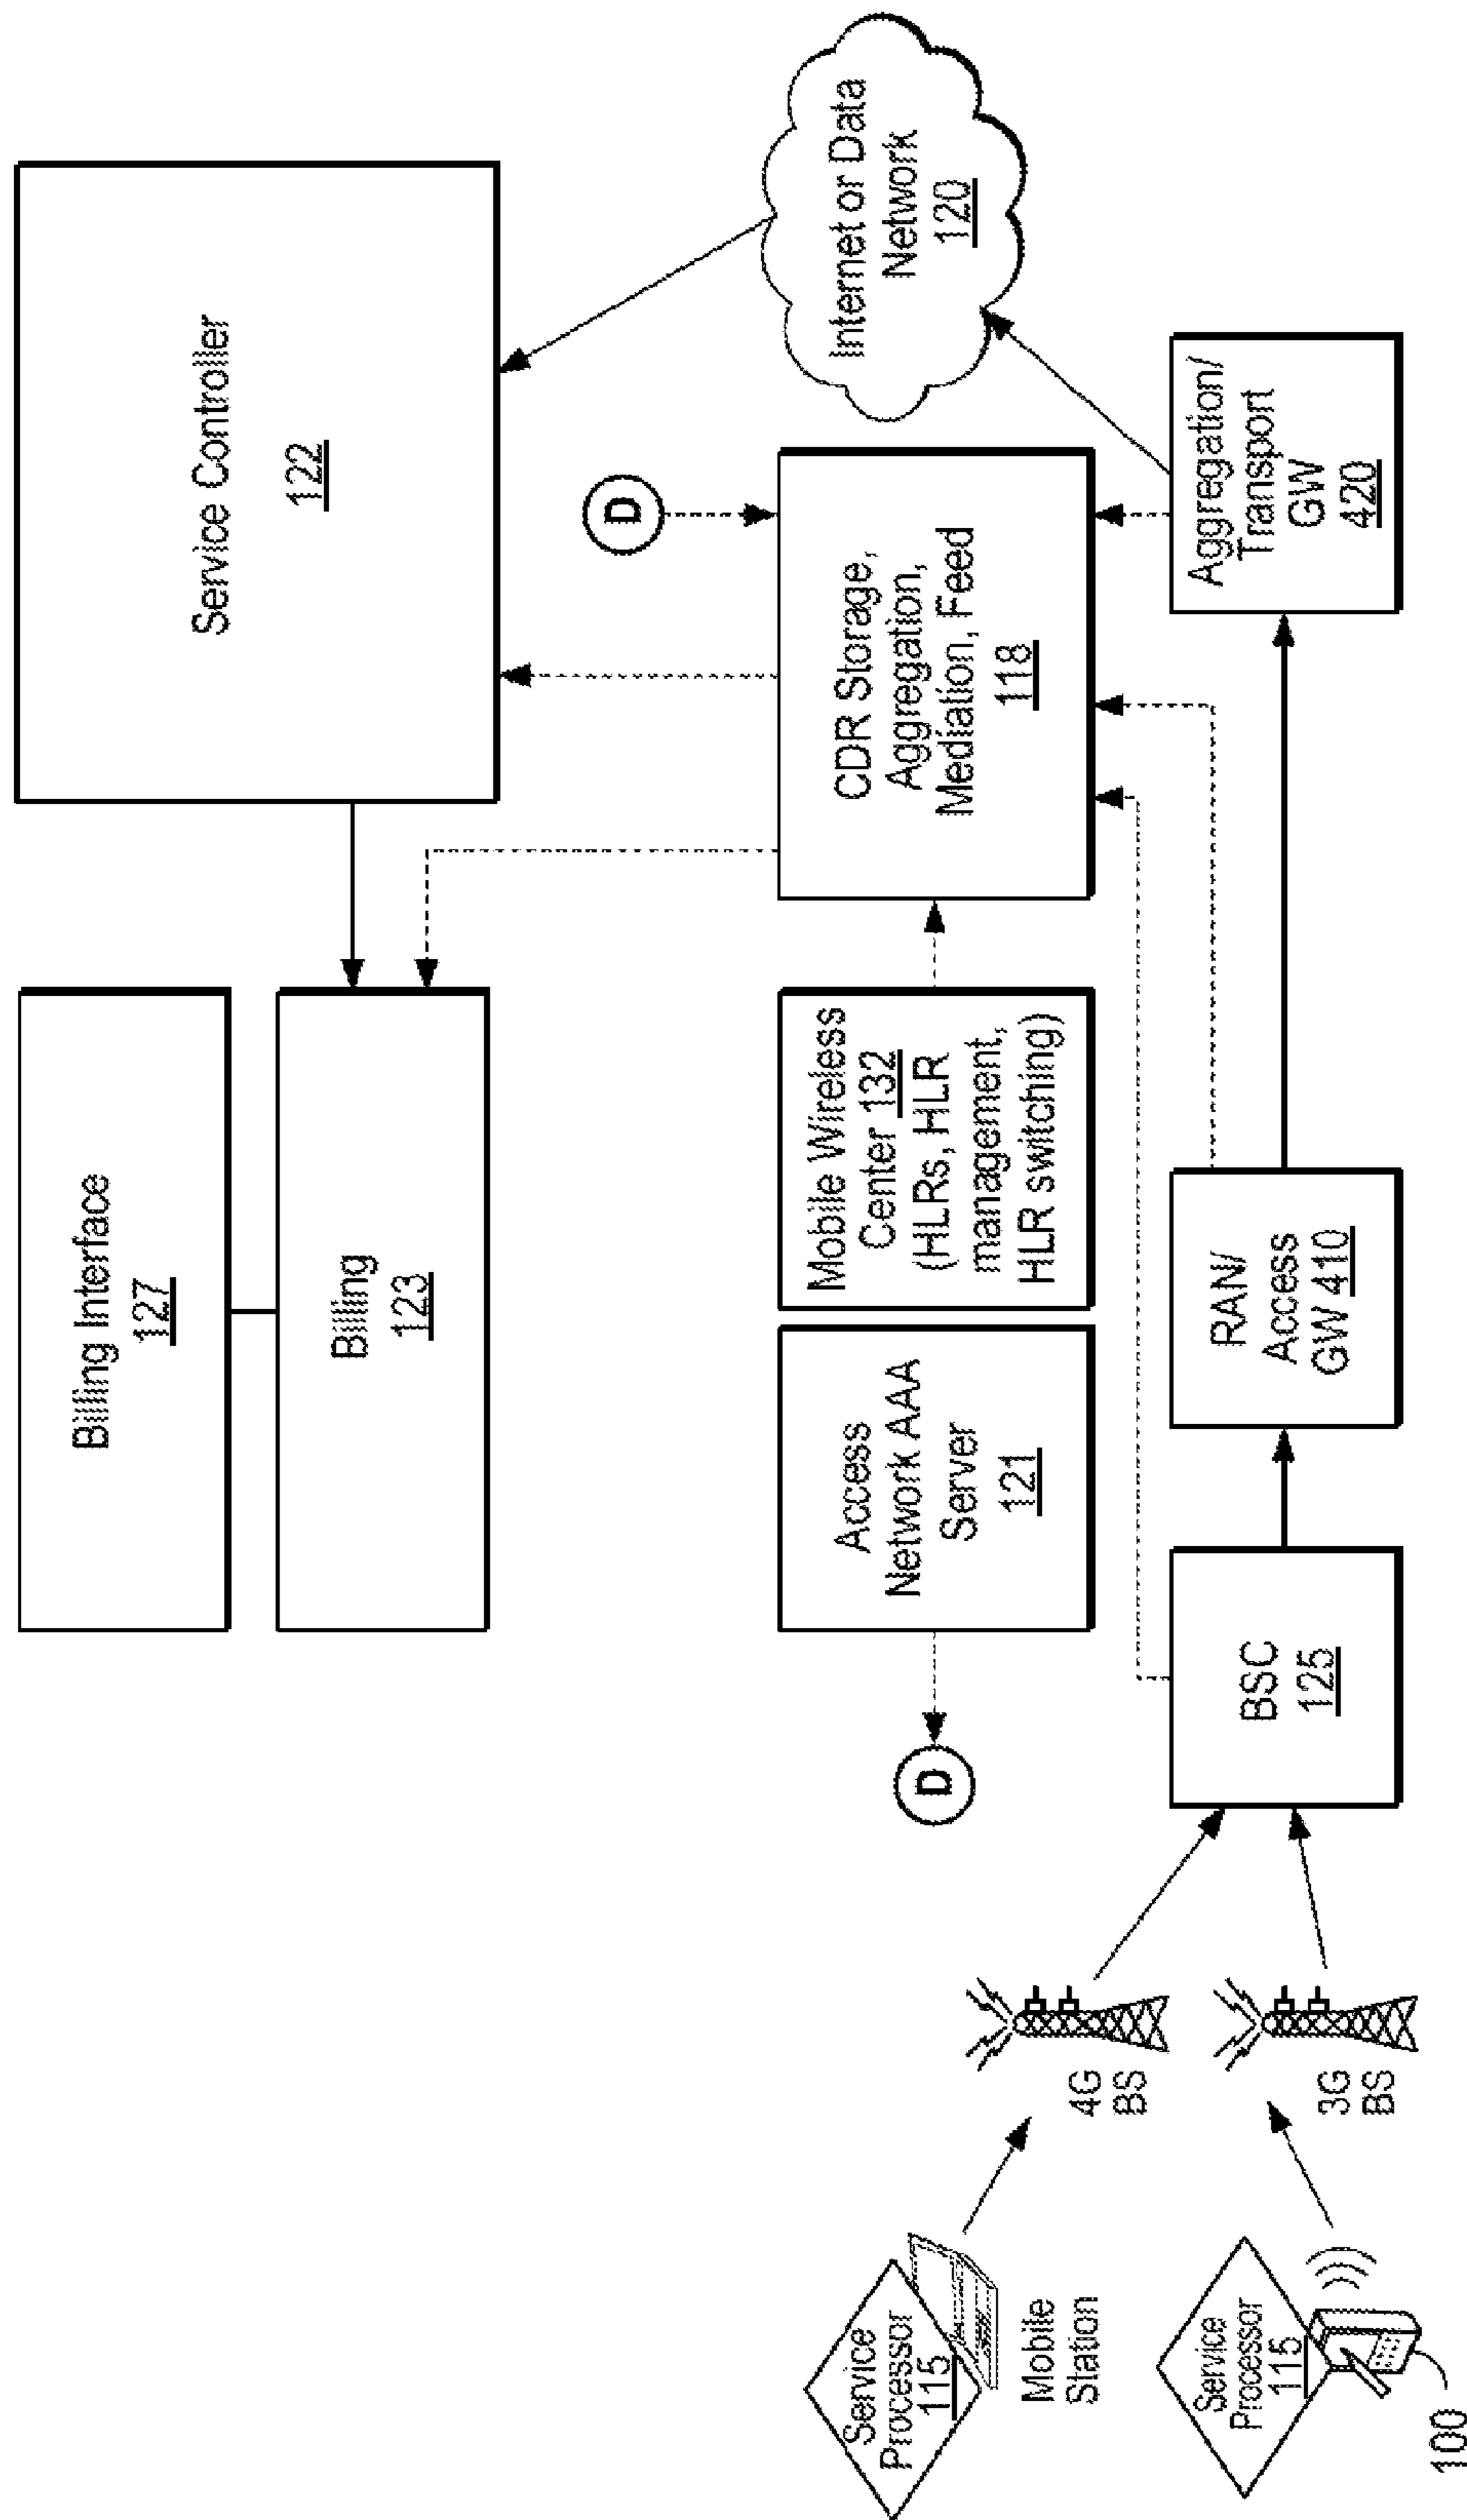 Billing Interface
127
Billing
123
Service Controller
122
Access
Network AAA
Server
121
Mobile Wireless
Center 132
(HLRs, HLR
management,
HLR switching)
CDR Storage,
Aggregation,
Mediation, Feed
118
D
D
Internet or Data
Network
120
Service
Processor
115
Mobile
Station
4G
BS
Service
Processor
115
100
3G
BS
BSC
125
RAN/
Access
GW 410
Aggregation/
Transport
GW
420